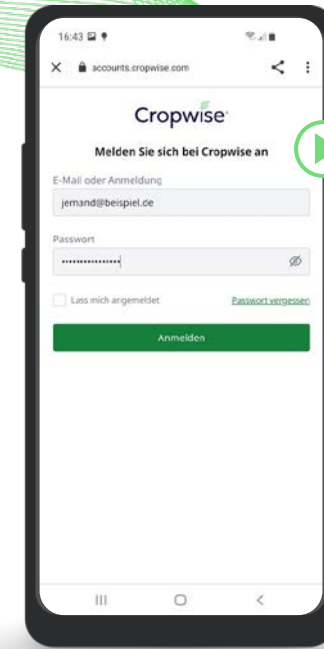 16:43
accounts.cropwise.com
Cropwise
Melden Sie sich bei Cropwise an
E-Mail oder Anmeldung
jemand@beispiel.de
Passwort
Lass mich angemeldet
Passwort vergessen
Anmelden